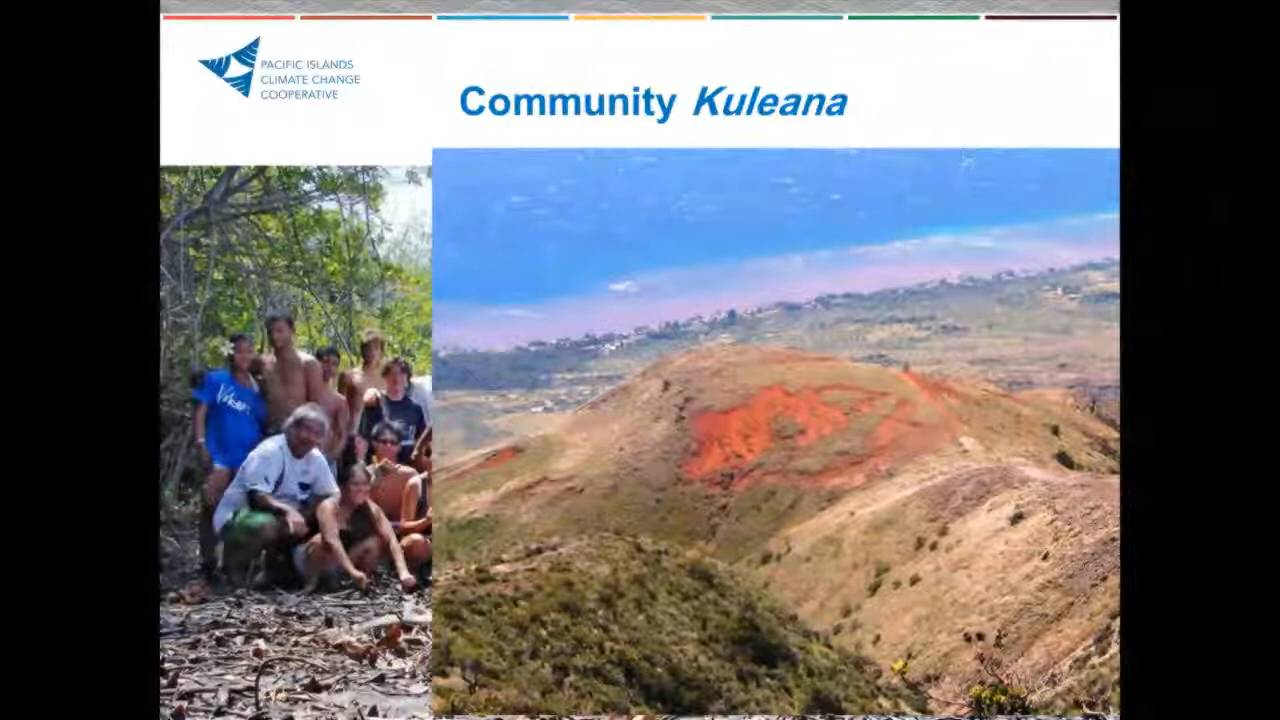 PACIFIC ISLANDS
CLIMATE CHANGE
COOPERATIVE
Community Kuleana